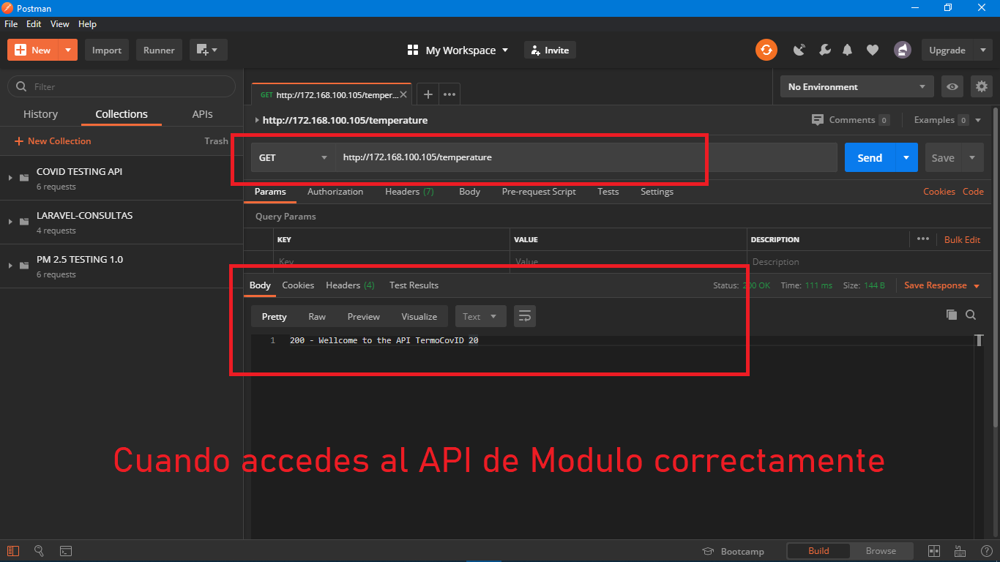 Postman
File Edit View Help
New Import Runner My Workspace Invite Upgrade
Filter
History Collections APIs
New Collection Trash
COVID TESTING API
6 requests
LARAVEL-CONSULTAS
4 requests
PM 2.5 TESTING 1.0
6 requests
GET http://172.168.100.105/temper... No Environment
http://172.168.100.105/temperature Comments 0 Examples 0
GET http://172.168.100.105/temperature Send Save
Params Authorization Headers (7) Body Pre-request Script Tests Settings Cookies Code
Query Params
KEY VALUE DESCRIPTION Bulk Edit
Key Value Description
Body Cookies Headers (4) Test Results Status: 200 OK Time: 111 ms Size: 144 B Save Response
Pretty Raw Preview Visualize Text
1 200 - Wellcome to the API TermoCovID 20
Cuando accedes al API de Modulo correctamente
Bootcamp Build Browse